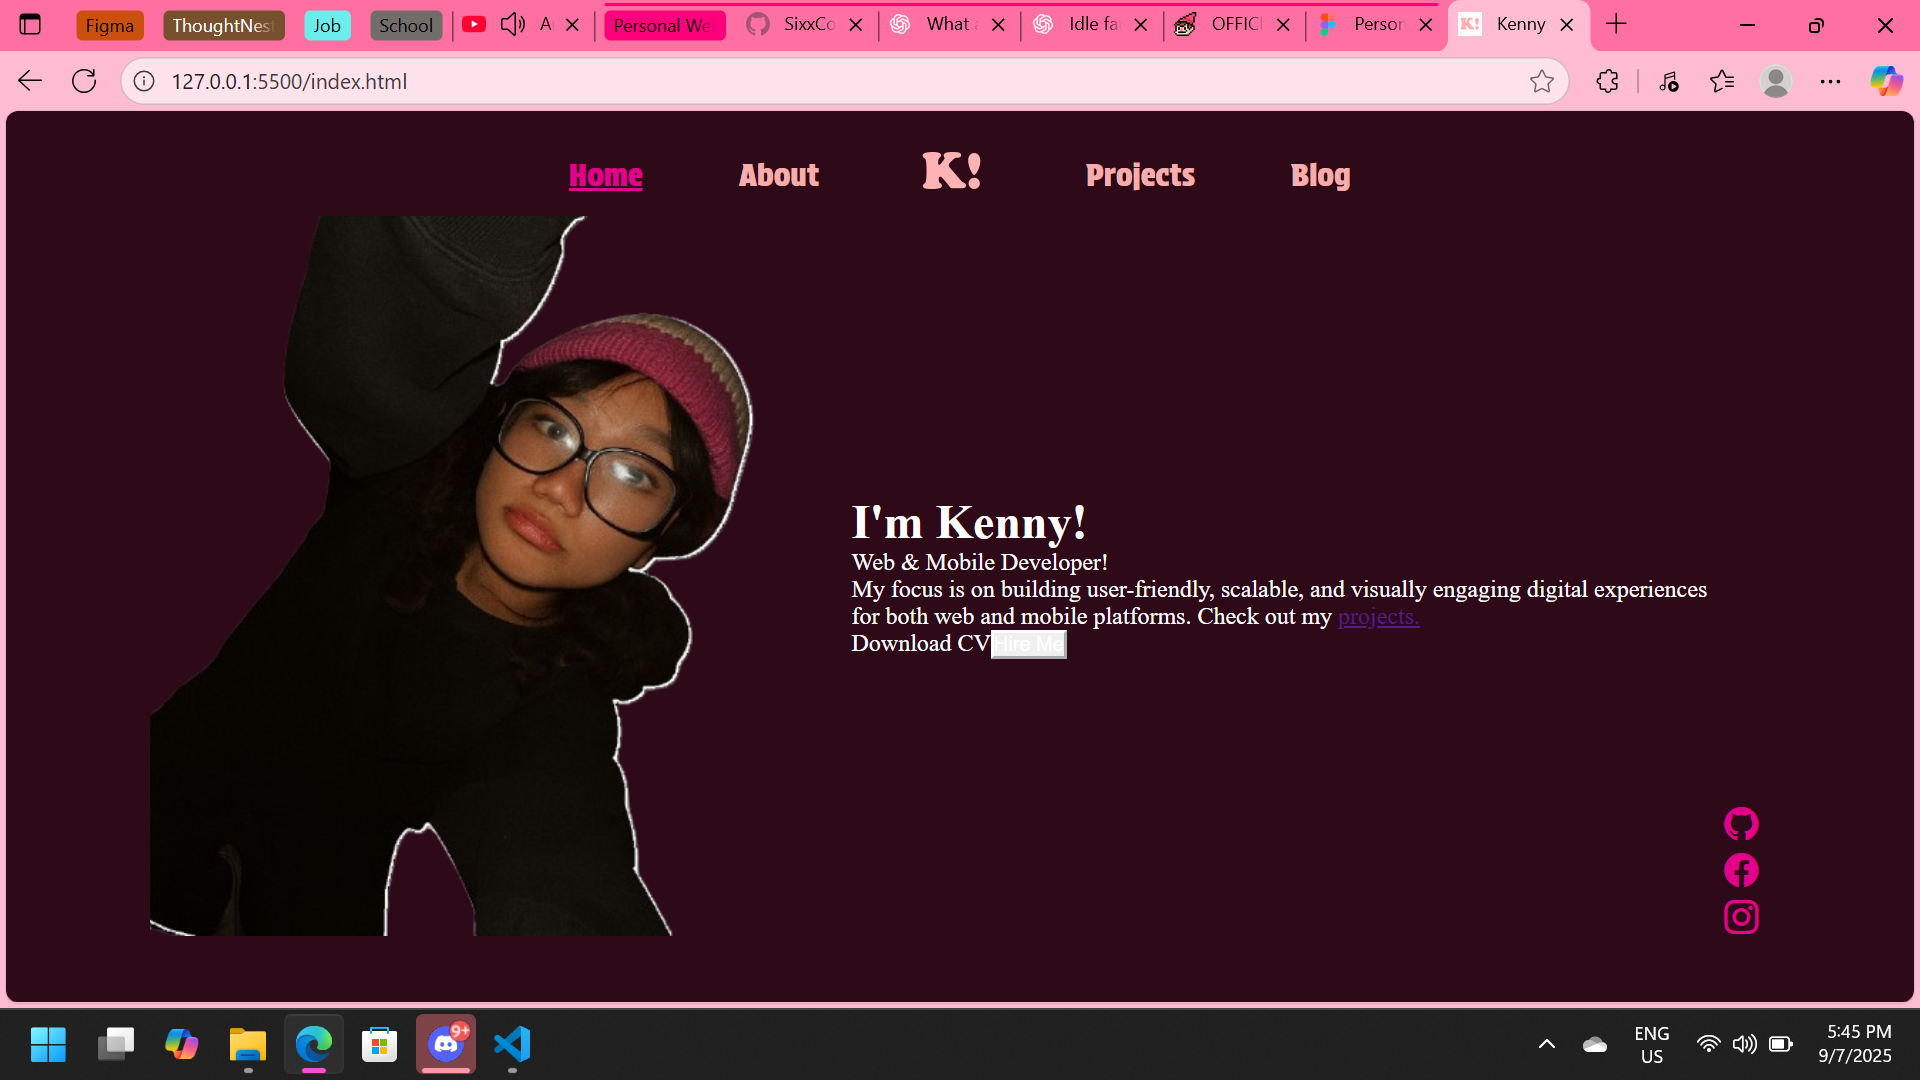 Figma
ThoughtNest
Job
School
A
Personal We
SixxCo
What a
Idle fa
OFFICI
Person
K!
Kenny
127.0.0.1:5500/index.html
Home
About
K!
Projects
Blog
I'm Kenny!
Web & Mobile Developer!
My focus is on building user-friendly, scalable, and visually engaging digital experiences
for both web and mobile platforms. Check out my projects.
Download CV Hire Me
9+
ENG
US
5:45 PM
9/7/2025